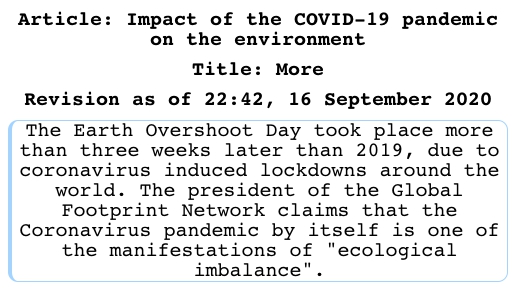 Article: Impact of the COVID-19 pandemic
on the environment
Title: More
Revision as of 22:42, 16 September 2020
The Earth Overshoot Day took place more
than three weeks later than 2019, due to
coronavirus induced lockdowns around the
world. The president of the Global
Footprint Network claims that the
Coronavirus pandemic by itself is one of
the manifestations of "ecological
imbalance".